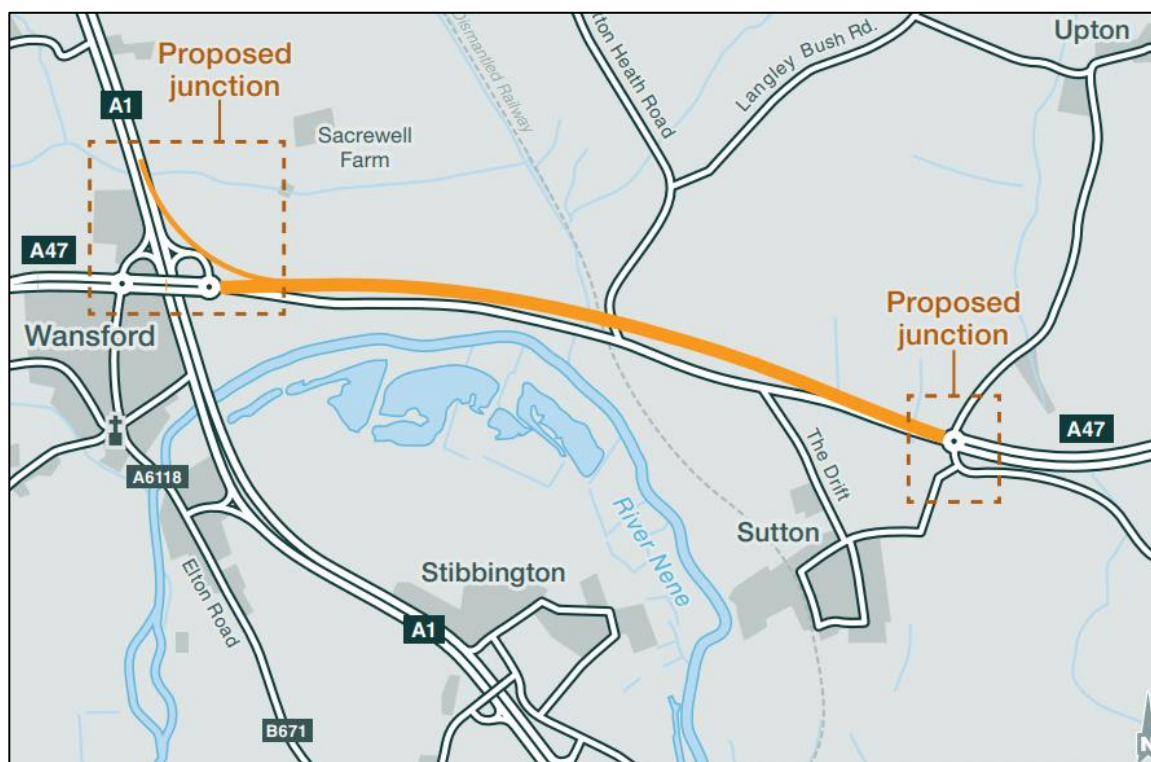 Dismantled Railway
tton Heath Road
Langley Bush Rd.
Upton
Proposed
junction
A1
Sacrewell
Farm
A47
Proposed
junction
Wansford
A47
The Drift
A6118
River Nene
Sutton
Stibbington
Elton Road
A1
B671
N